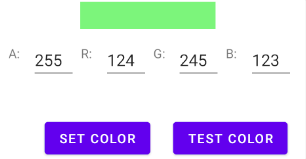 A: 255 R: 124 G: 245 B: 123
SET COLOR TEST COLOR